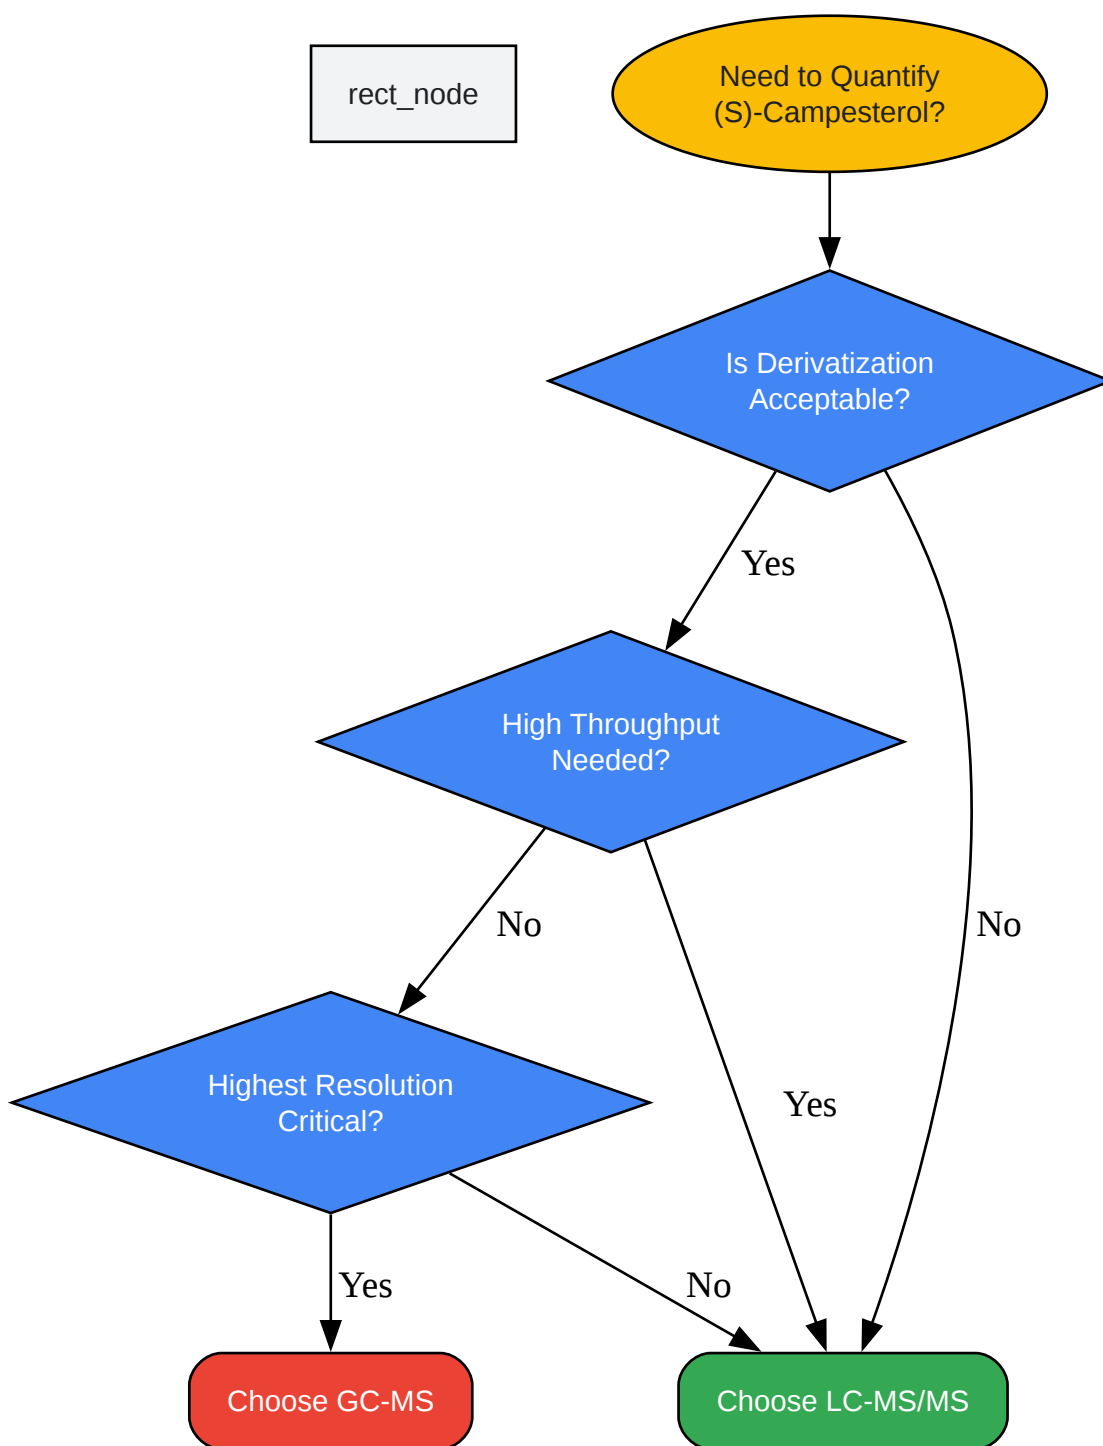 rect_node
Need to Quantify
(S)-Campesterol?
Is Derivatization
Acceptable?
Yes
High Throughput
Needed?
No
No
Highest Resolution
Critical?
Yes
Yes
No
Choose GC-MS
Choose LC-MS/MS